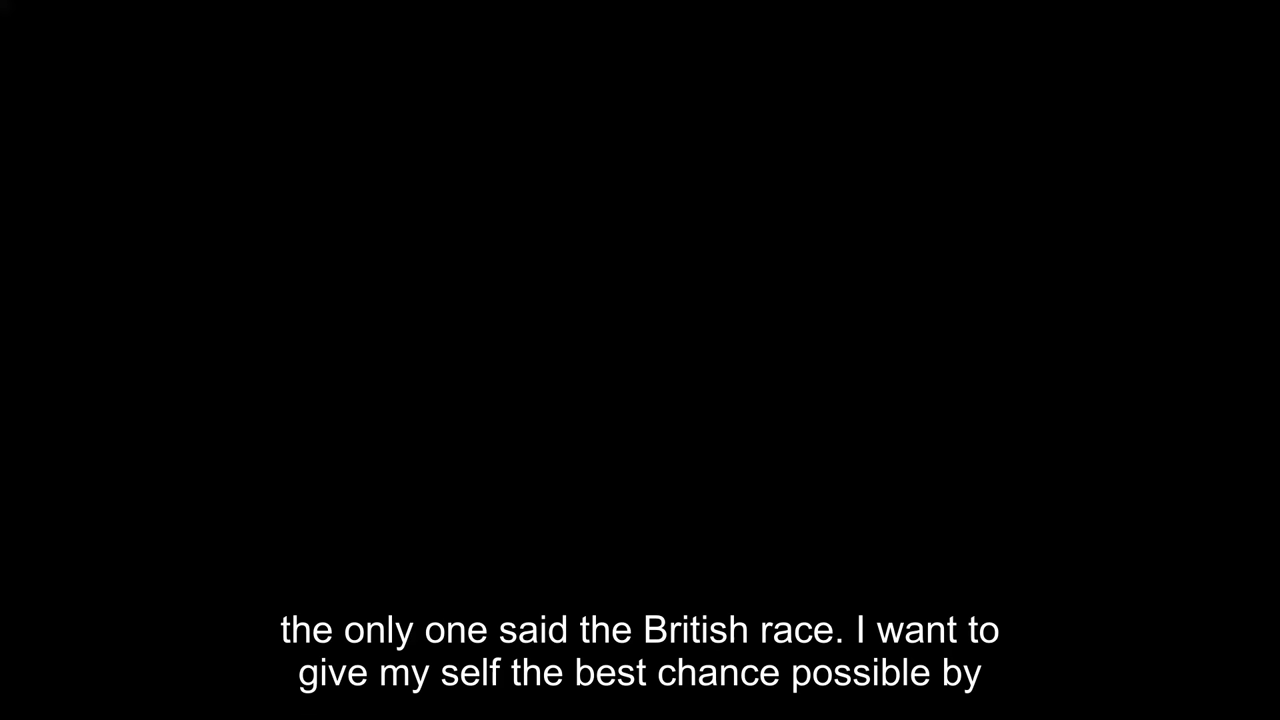 the only one said the British race. I want to
give my self the best chance possible by